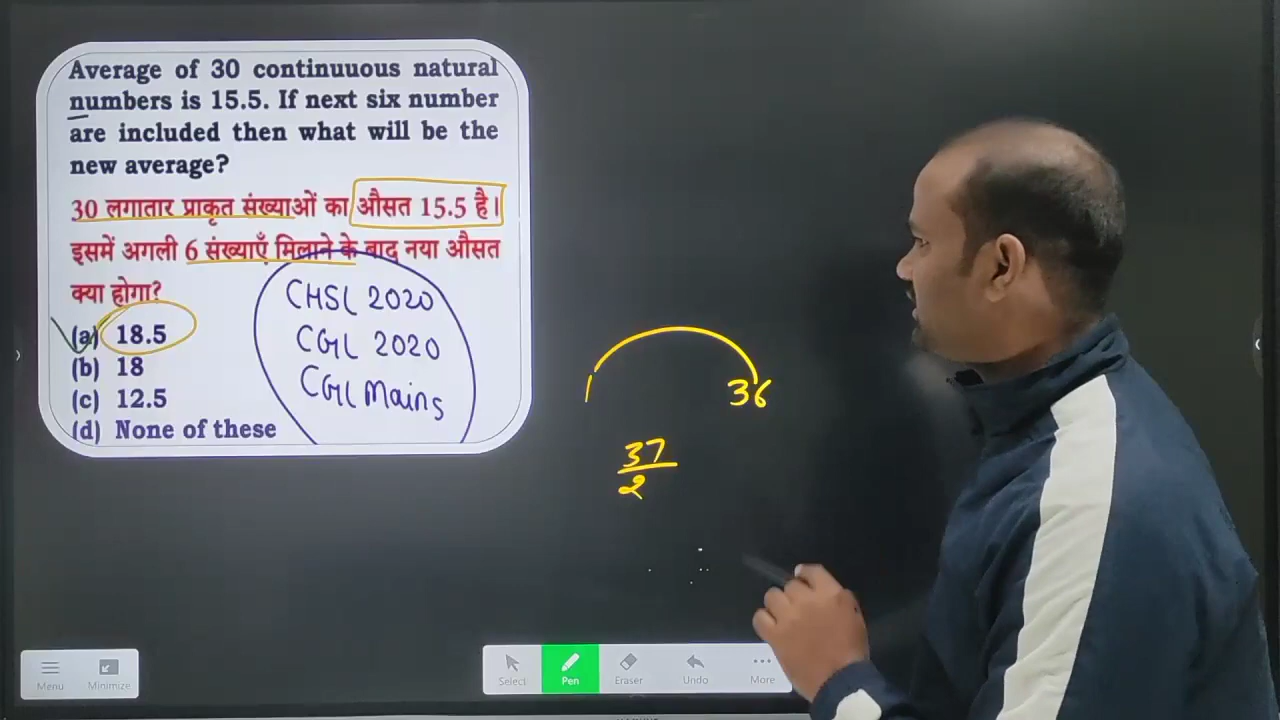 Average of 30 continuuous natural
numbers is 15.5. If next six number
are included then what will be the
new average?
30 लगातार प्राकृत संख्याओं का औसत 15.5 है।
इसमें अगली 6 संख्याएँ मिलाने के बाद नया औसत
क्या होगा?
(a) 18.5
(b) 18
(c) 12.5
(d) None of these
CHSL 2020
CGL 2020
CGL Mains
1 36
37
2
Menu
Minimize
Select
Pen
Eraser
Undo
More